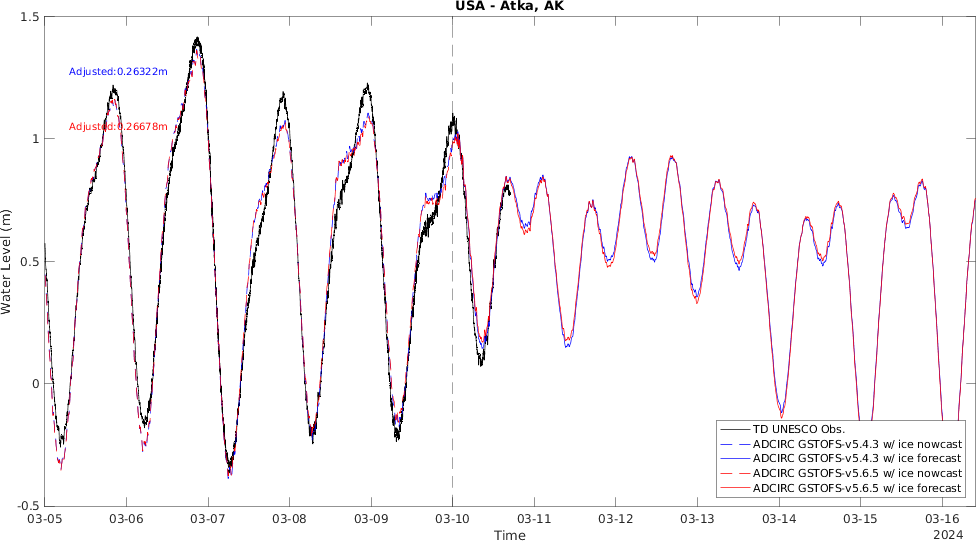 USA - Atka, AK
1.5
Adjusted:0.26322m
Adjusted:0.26678m
1
0.5
0
-0.5
Water Level (m)
TD UNESCO Obs.
ADCIRC GSTOFS-v5.4.3 w/ ice nowcast
ADCIRC GSTOFS-v5.4.3 w/ ice forecast
ADCIRC GSTOFS-v5.6.5 w/ ice nowcast
ADCIRC GSTOFS-v5.6.5 w/ ice forecast
03-05 03-06 03-07 03-08 03-09 03-10 03-11 03-12 03-13 03-14 03-15 03-16
Time
2024